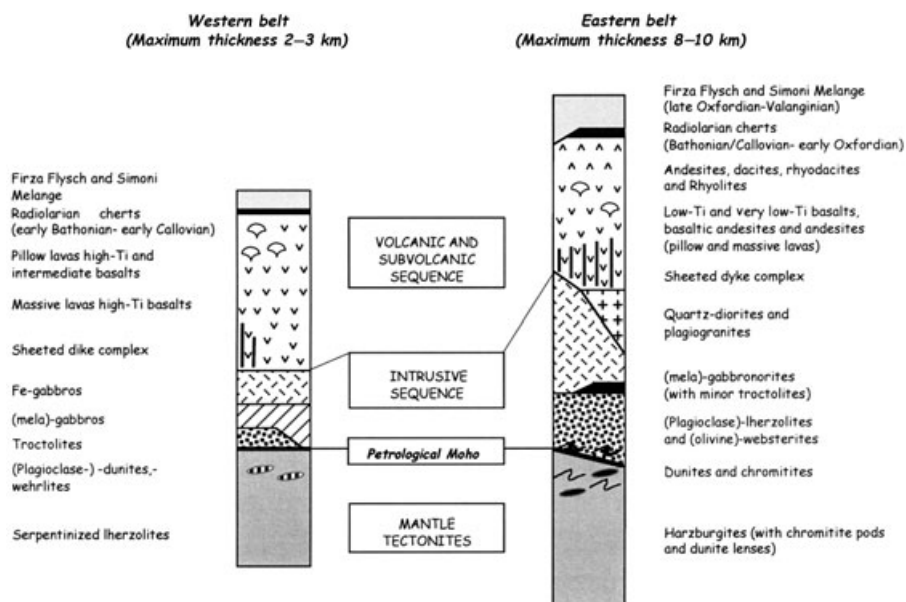 Western belt
(Maximum thickness 2–3 km)
Firza Flysch and Simoni
Melange
Radiolarian cherts
(early Bathonian- early Callovian)
Pillow lavas high-Ti and
intermediate basalts
Massive lavas high-Ti basalts
Sheeted dike complex
Fe-gabbros
(mela)-gabbros
Troctolites
(Plagioclase-) -dunites,-
wehrlites
Serpentinized lherzolites
VOLCANIC AND
SUBVOLCANIC
SEQUENCE
INTRUSIVE
SEQUENCE
Petrological Moho
MANTLE
TECTONITES
Eastern belt
(Maximum thickness 8–10 km)
Firza Flysch and Simoni Melange
(late Oxfordian-Valanginian)
Radiolarian cherts
(Bathonian/Callovian- early Oxfordian)
Andesites, dacites, rhyodacites
and Rhyolites
Low-Ti and very low-Ti basalts,
basaltic andesites and andesites
(pillow and massive lavas)
Sheeted dyke complex
Quartz-diorites and
plagiogranites
(mela)-gabbronorites
(with minor troctolites)
(Plagioclase)-lherzolites
and (olivine)-websterites
Dunites and chromitites
Harzburgites (with chromitite pods
and dunite lenses)